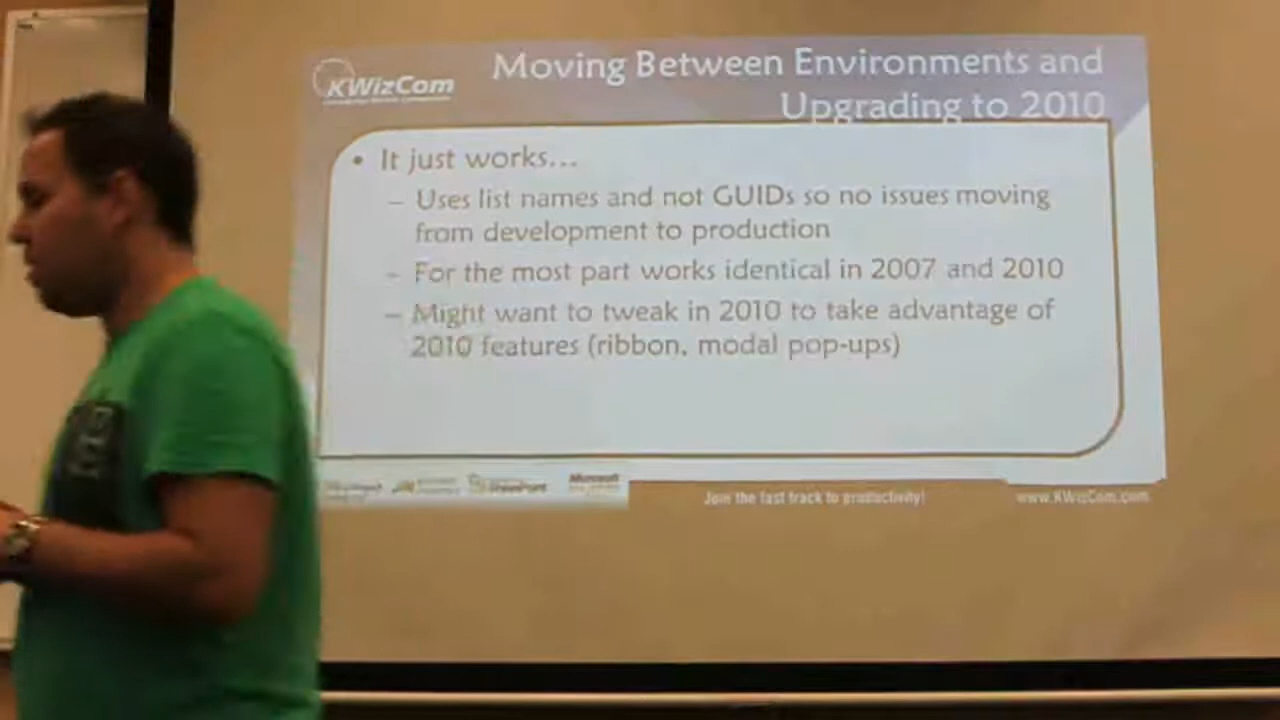 KWizCom
Moving Between Environments and
Upgrading to 2010
• It just works...
– Uses list names and not GUIDs so no issues moving
from development to production
– For the most part works identical in 2007 and 2010
– Might want to tweak in 2010 to take advantage of
2010 features (ribbon, modal pop-ups)
Microsoft
Join the fast track to productivity!
www.KWizCom.com